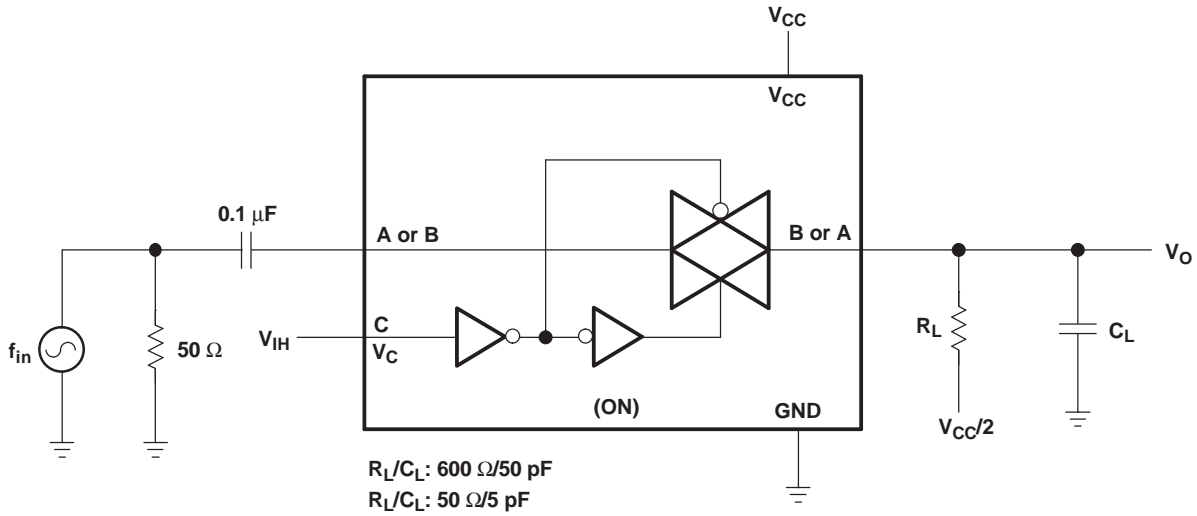 VCC
VCC
0.1 μF
A or B
B or A
VO
fin
50 Ω
VIH
C
VC
RL
CL
(ON)
GND
VCC/2
RL/CL: 600 Ω/50 pF
RL/CL: 50 Ω/5 pF